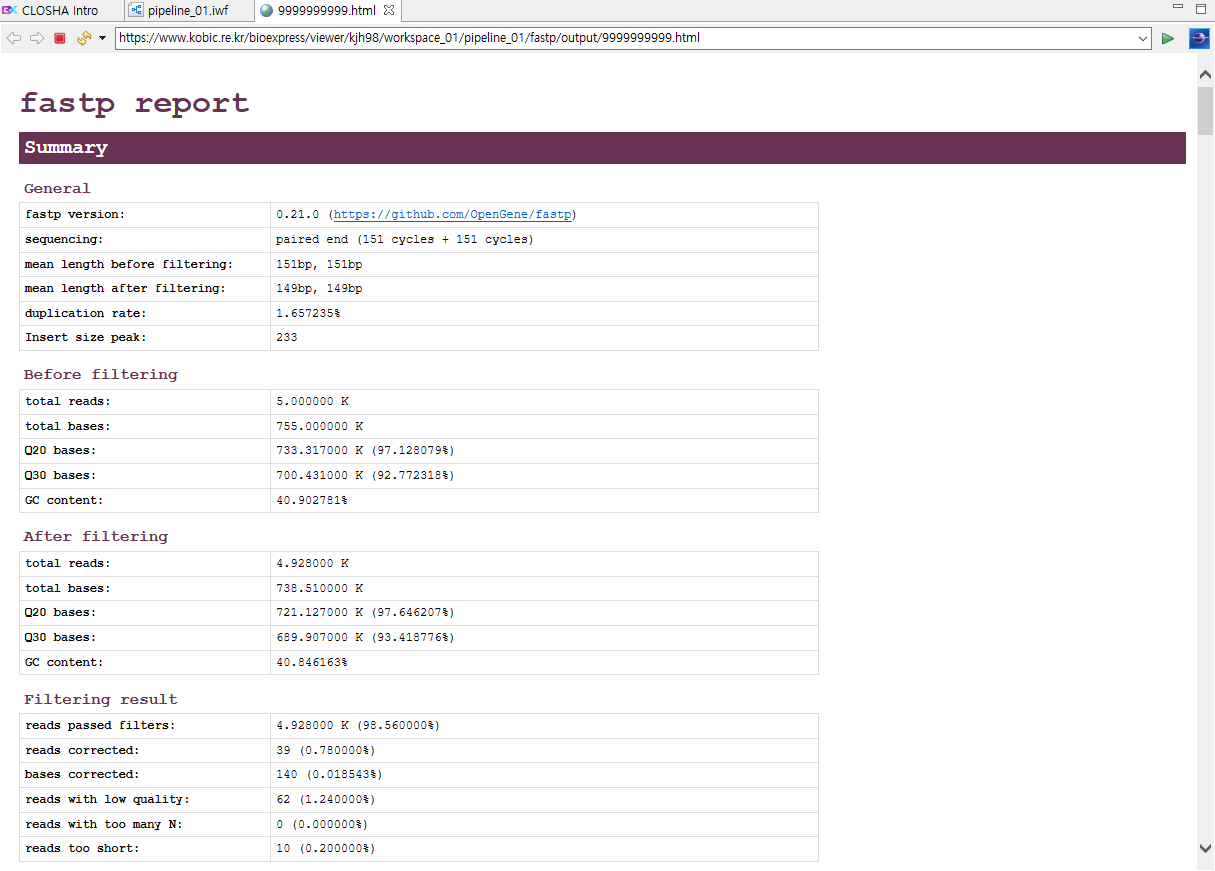 CLOSHA Intro pipeline_01.iwf 9999999999.html
https://www.kobic.re.kr/bioexpress/viewer/kjh98/workspace_01/pipeline_01/fastp/output/9999999999.html
fastp report
Summary
General
fastp version: 0.21.0 (https://github.com/OpenGene/fastp)
sequencing: paired end (151 cycles + 151 cycles)
mean length before filtering: 151bp, 151bp
mean length after filtering: 149bp, 149bp
duplication rate: 1.657235%
Insert size peak: 233
Before filtering
total reads: 5.000000 K
total bases: 755.000000 K
Q20 bases: 733.317000 K (97.128079%)
Q30 bases: 700.431000 K (92.772318%)
GC content: 40.902781%
After filtering
total reads: 4.928000 K
total bases: 738.510000 K
Q20 bases: 721.127000 K (97.646207%)
Q30 bases: 689.907000 K (93.418776%)
GC content: 40.846163%
Filtering result
reads passed filters: 4.928000 K (98.560000%)
reads corrected: 39 (0.780000%)
bases corrected: 140 (0.018543%)
reads with low quality: 62 (1.240000%)
reads with too many N: 0 (0.000000%)
reads too short: 10 (0.200000%)